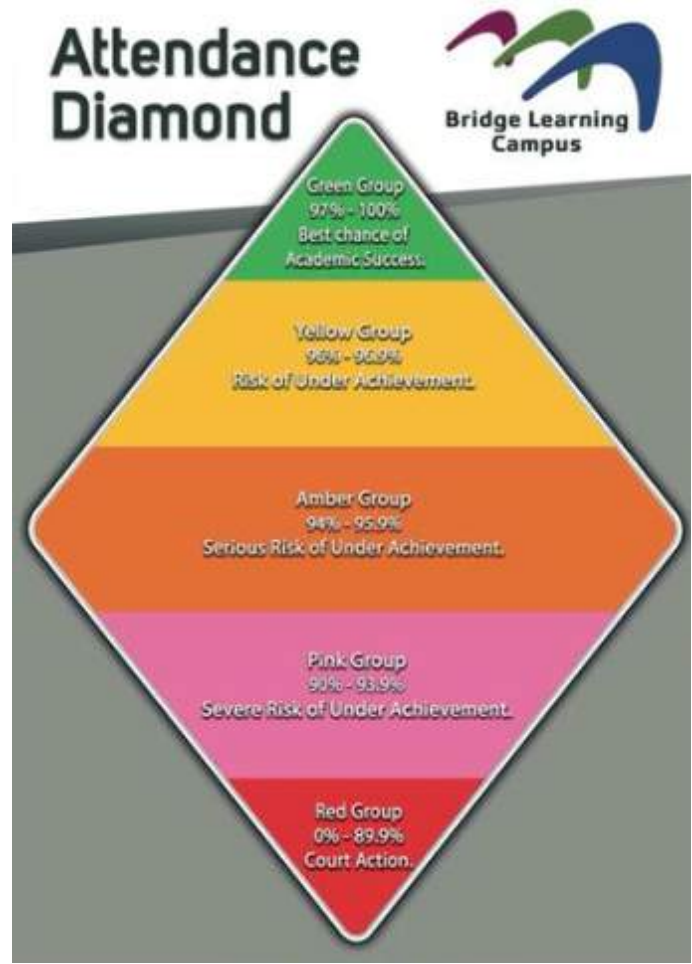 Attendance
Diamond
Bridge Learning
Campus
Green Group
97% - 100%
Best chance of
Academic Success.
Yellow Group
96% - 96.9%
Risk of Under Achievement.
Amber Group
94% - 95.9%
Serious Risk of Under Achievement.
Pink Group
90% - 93.9%
Severe Risk of Under Achievement.
Red Group
0% - 89.9%
Court Action.